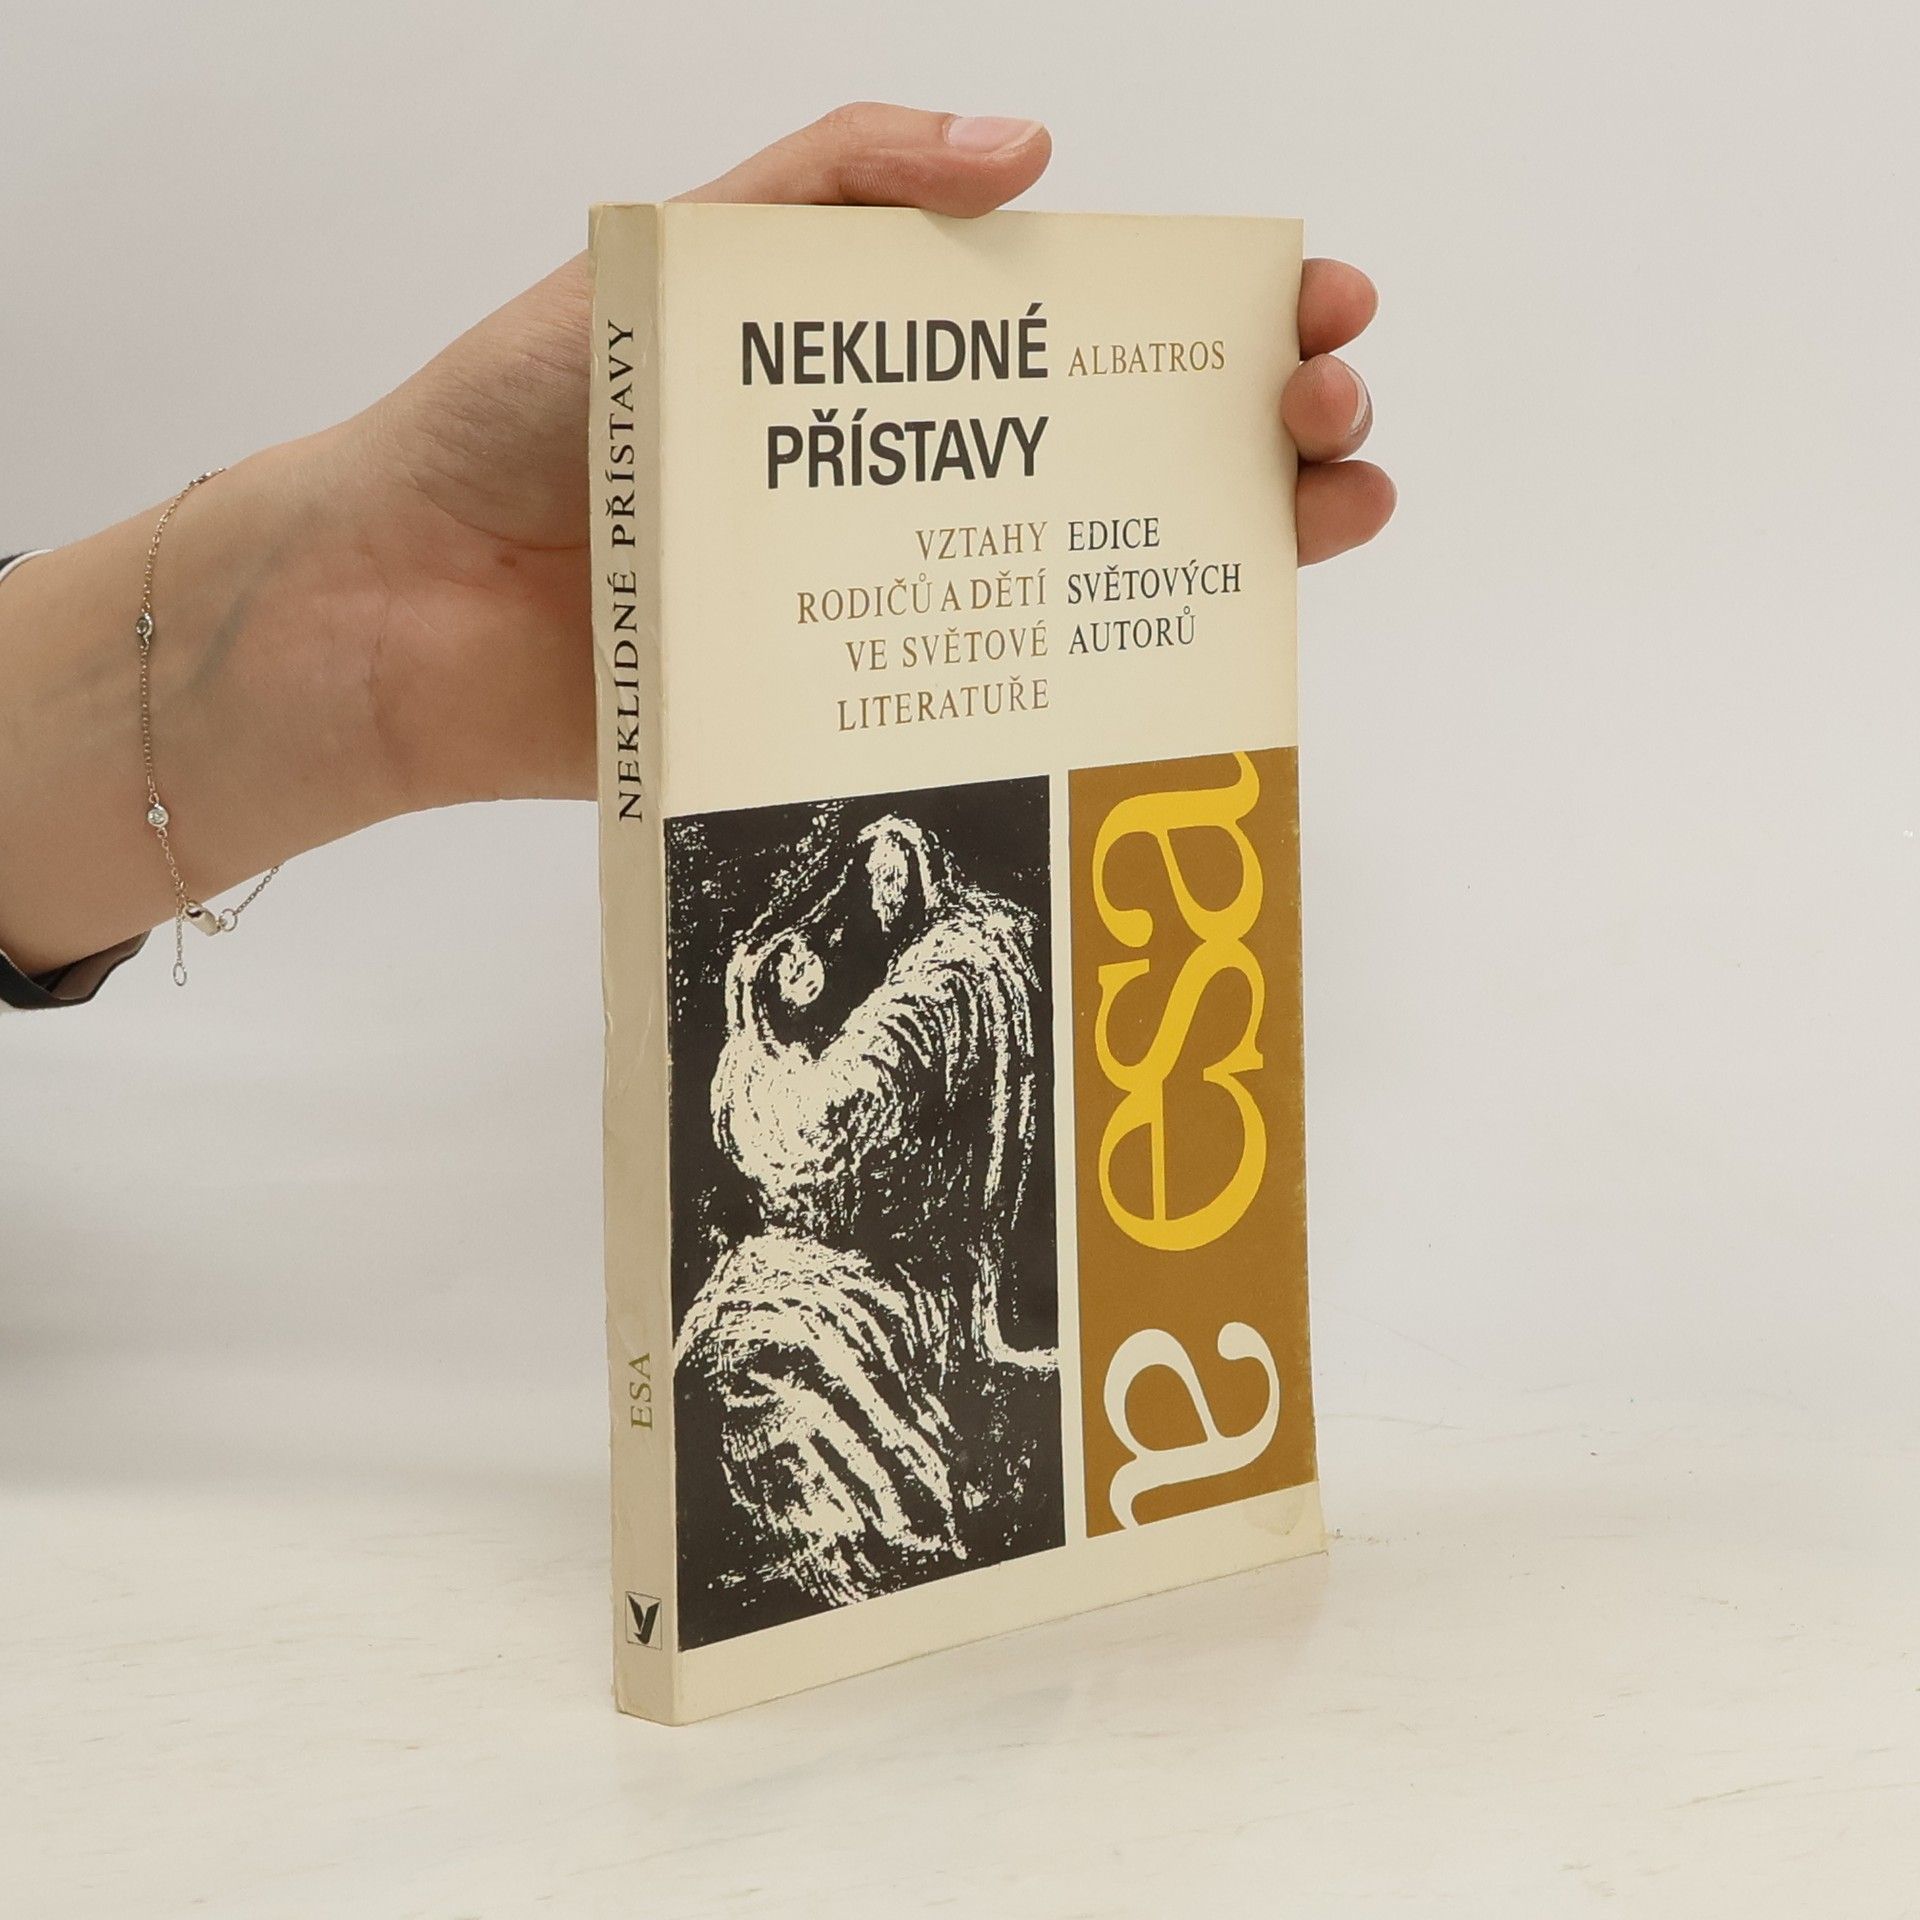 NEKLIDNÉ PŘÍSTAVY
ESA
NEKLIDNÉ
PŘÍSTAVY
ALBATROS
VZTAHY
RODIČŮ A DĚTÍ
VE SVĚTOVÉ
LITERATUŘE
EDICE
SVĚTOVÝCH
AUTORŮ
esa